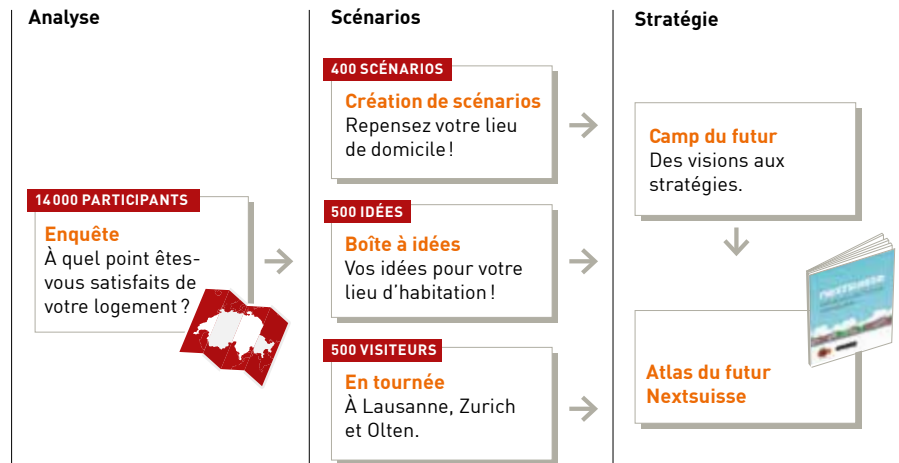 Analyse
14 000 PARTICIPANTS
Enquête
À quel point êtes-
vous satisfaits de
votre logement ?
Scénarios
400 SCÉNARIOS
Création de scénarios
Repensez votre lieu
de domicile !
500 IDÉES
Boîte à idées
Vos idées pour votre
lieu d'habitation !
500 VISITEURS
En tournée
À Lausanne, Zurich
et Olten.
Stratégie
Camp du futur
Des visions aux
stratégies.
Atlas du futur
Nextsuisse
nextsuisse